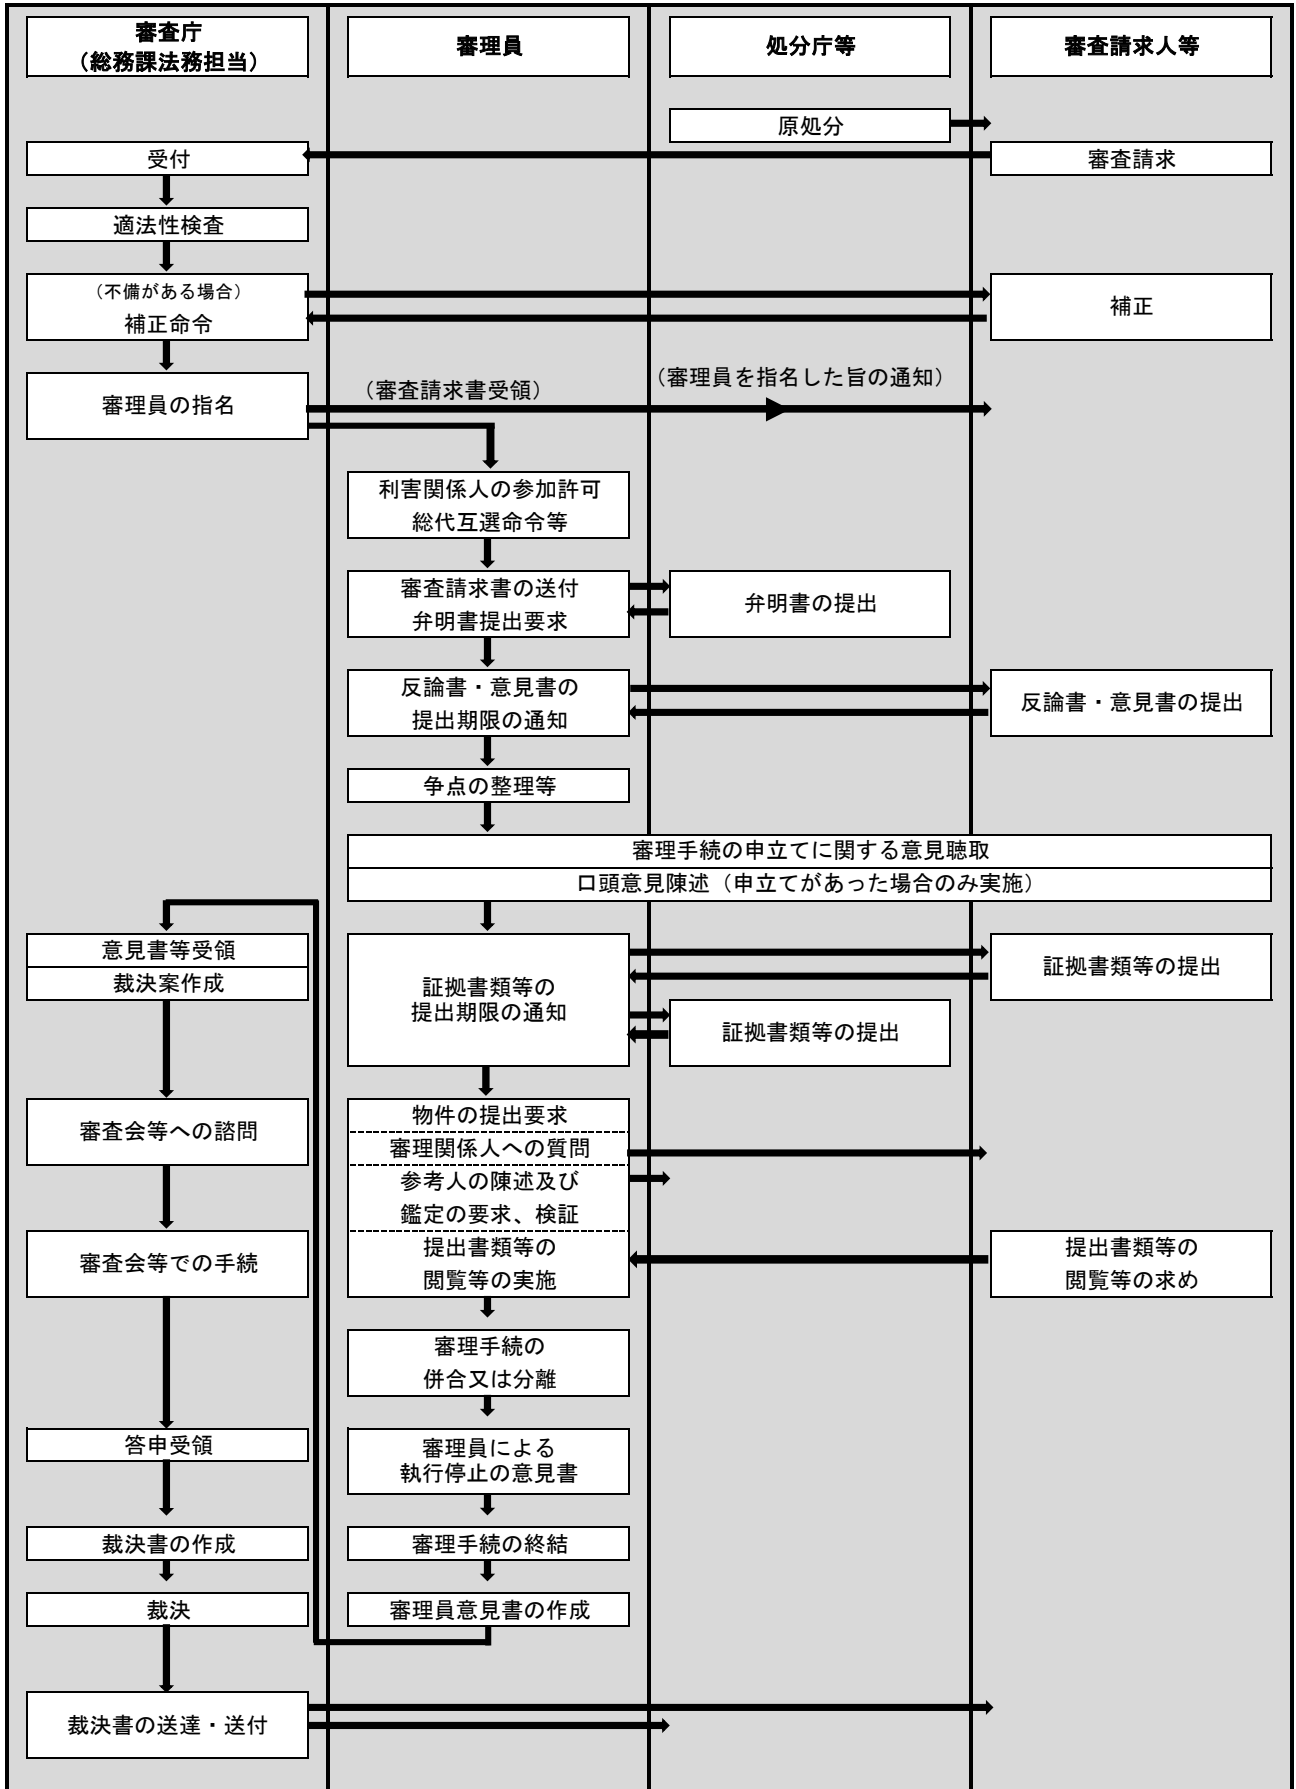 審査庁
（総務課法務担当）
審理員
処分庁等
審査請求人等
原処分
受付
審査請求
適法性検査
（不備がある場合）
補正命令
補正
審理員の指名
（審査請求書受領）
（審理員を指名した旨の通知）
利害関係人の参加許可
総代互選命令等
審査請求書の送付
弁明書提出要求
弁明書の提出
反論書・意見書の
提出期限の通知
反論書・意見書の提出
争点の整理等
審理手続の申立てに関する意見聴取
口頭意見陳述（申立てがあった場合のみ実施）
意見書等受領
裁決案作成
証拠書類等の
提出期限の通知
証拠書類等の提出
証拠書類等の提出
審査会等への諮問
物件の提出要求
審理関係人への質問
参考人の陳述及び
鑑定の要求、検証
提出書類等の
閲覧等の実施
審査会等での手続
提出書類等の
閲覧等の求め
審理手続の
併合又は分離
答申受領
審理員による
執行停止の意見書
裁決書の作成
審理手続の終結
裁決
審理員意見書の作成
裁決書の送達・送付